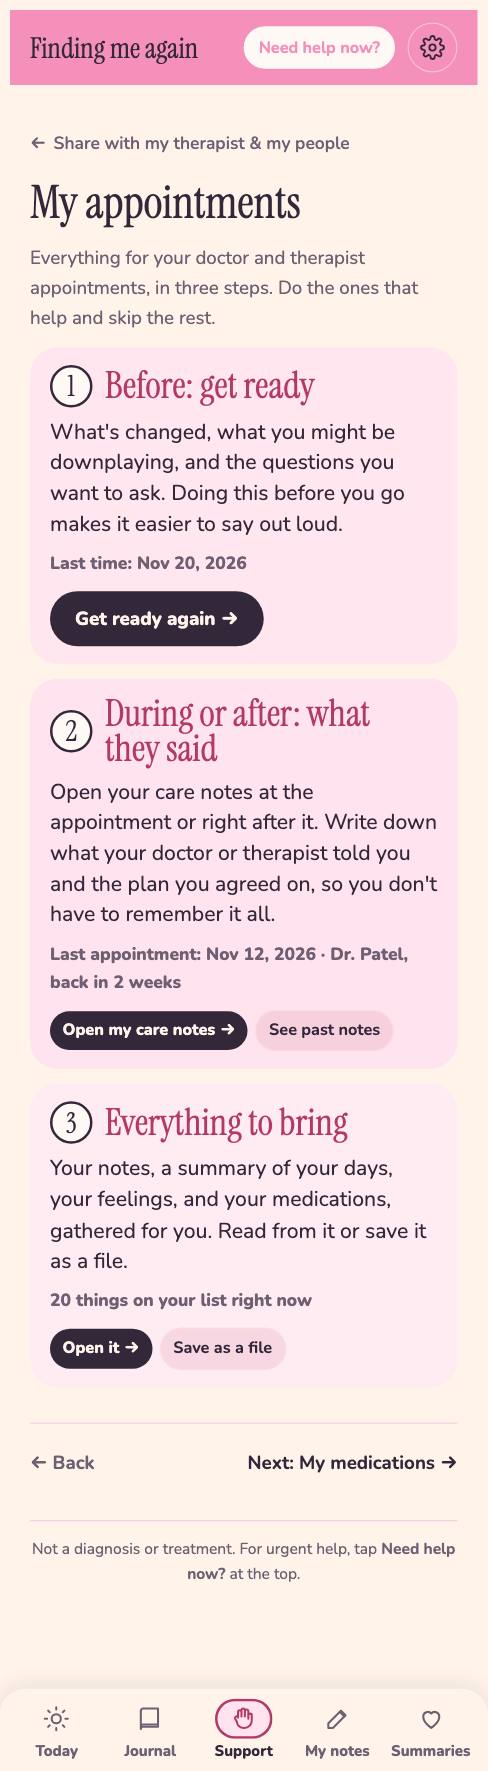 Finding me again
Need help now?
← Share with my therapist & my people
My appointments
Everything for your doctor and therapist
appointments, in three steps. Do the ones that
help and skip the rest.
1 Before: get ready
What's changed, what you might be
downplaying, and the questions you
want to ask. Doing this before you go
makes it easier to say out loud.
Last time: Nov 20, 2026
Get ready again →
2 During or after: what
they said
Open your care notes at the
appointment or right after it. Write down
what your doctor or therapist told you
and the plan you agreed on, so you don't
have to remember it all.
Last appointment: Nov 12, 2026 · Dr. Patel,
back in 2 weeks
Open my care notes → See past notes
3 Everything to bring
Your notes, a summary of your days,
your feelings, and your medications,
gathered for you. Read from it or save it
as a file.
20 things on your list right now
Open it → Save as a file
← Back Next: My medications →
Not a diagnosis or treatment. For urgent help, tap Need help
now? at the top.
Today Journal Support My notes Summaries